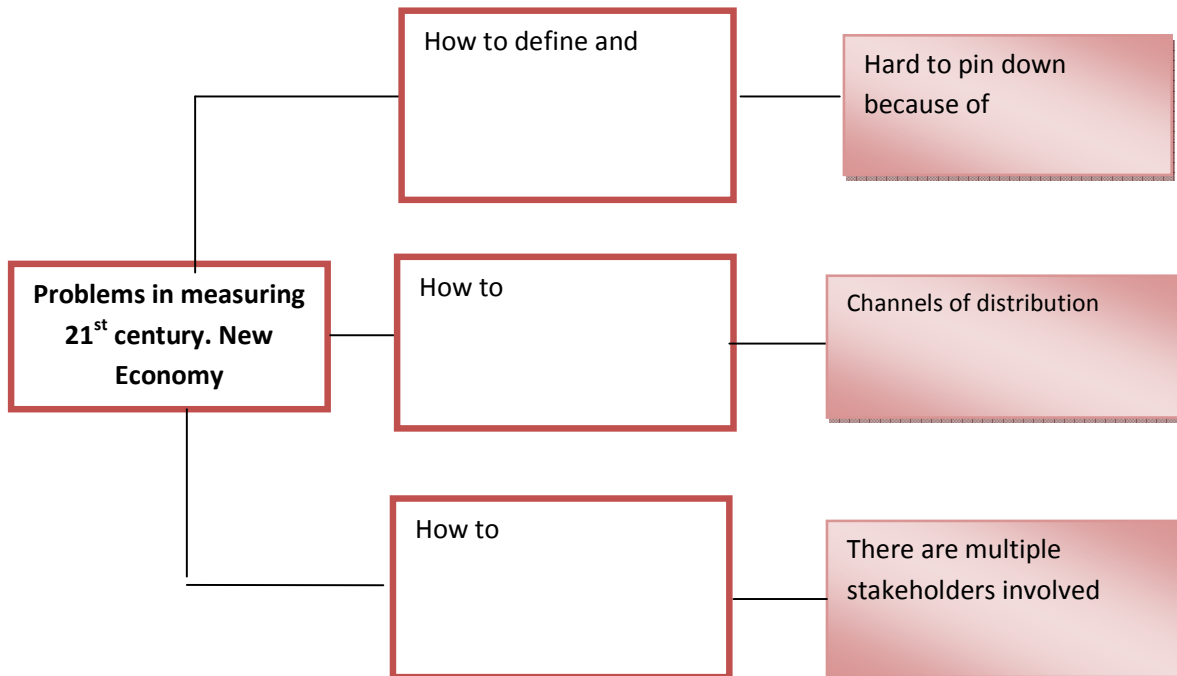 How to define and
Hard to pin down
because of
Problems in measuring
21st century. New
Economy
How to
Channels of distribution
How to
There are multiple
stakeholders involved